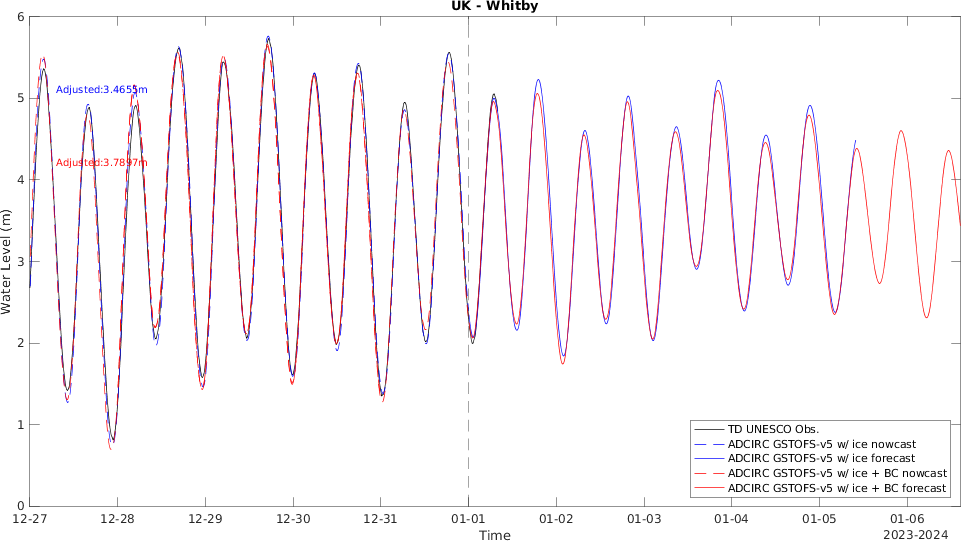 UK - Whitby
6
5
4
3
2
1
0
Water Level (m)
Adjusted:3.4655m
Adjusted:3.7897m
TD UNESCO Obs.
ADCIRC GSTOFS-v5 w/ ice nowcast
ADCIRC GSTOFS-v5 w/ ice forecast
ADCIRC GSTOFS-v5 w/ ice + BC nowcast
ADCIRC GSTOFS-v5 w/ ice + BC forecast
12-27 12-28 12-29 12-30 12-31 01-01 01-02 01-03 01-04 01-05 01-06
2023-2024
Time